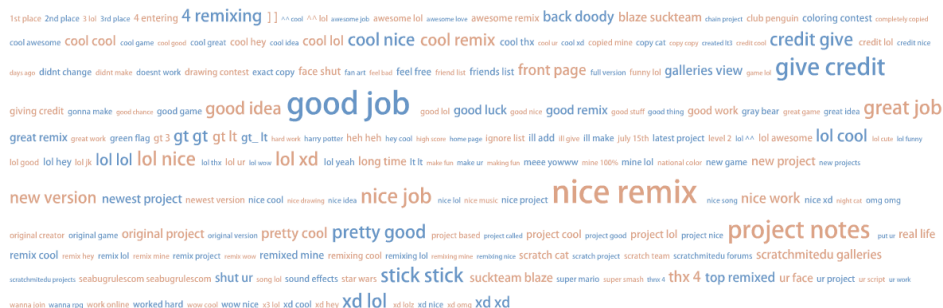 1st place 2nd place 3 lol 3rd place 4 entering 4 remixing ] ] ^^ cool ^^ lol awesome job awesome lol awesome love awesome remix back doody blaze suckteam chain project club penguin coloring contest completely copied
cool awesome cool cool cool game cool good cool great cool hey cool idea cool lol cool nice cool remix cool thx cool ur cool xd copied mine copy cat copy copy created lt3 credit cool credit give credit lol credit nice
days ago didnt change didnt make doesnt work drawing contest exact copy face shut fan art feel bad feel free friend list friends list front page full version funny lol galleries view game lol give credit
giving credit gonna make good chance good game good idea good job good lol good luck good nice good remix good stuff good thing good work gray bear great game great idea great job
great remix great work green flag gt 3 gt gt gt lt gt_ lt hard work harry potter heh heh hey cool high score home page ignore list ill add ill give ill make july 15th latest project level 2 lol ^^ lol awesome lol cool lol cute lol funny
lol good lol hey lol jk lol lol lol nice lol thx lol ur lol wow lol xd lol yeah long time lt lt make fun make ur making fun meee yowww mine 100% mine lol national color new game new project new projects
new version newest project newest version nice cool nice drawing nice idea nice job nice lol nice music nice project nice remix nice song nice work nice xd night cat omg omg
original creator original game original project original version pretty cool pretty good project based project called project cool project good project lol project nice project notes put ur real life
remix cool remix hey remix lol remix mine remix project remix wow remixed mine remixing cool remixing lol remixing mine remixing nice scratch cat scratch project scratch team scratchmitedu forums scratchmitedu galleries
scratchmitedu projects seabugrulescom seabugrulescom shut ur song lol sound effects star wars stick stick suckteam blaze super mario super smash thnx 4 thx 4 top remixed ur face ur project ur script ur work
wanna join wanna rpg work online worked hard wow cool wow nice x3 lol xd cool xd hey xd lol xd lolz xd nice xd omg xd xd